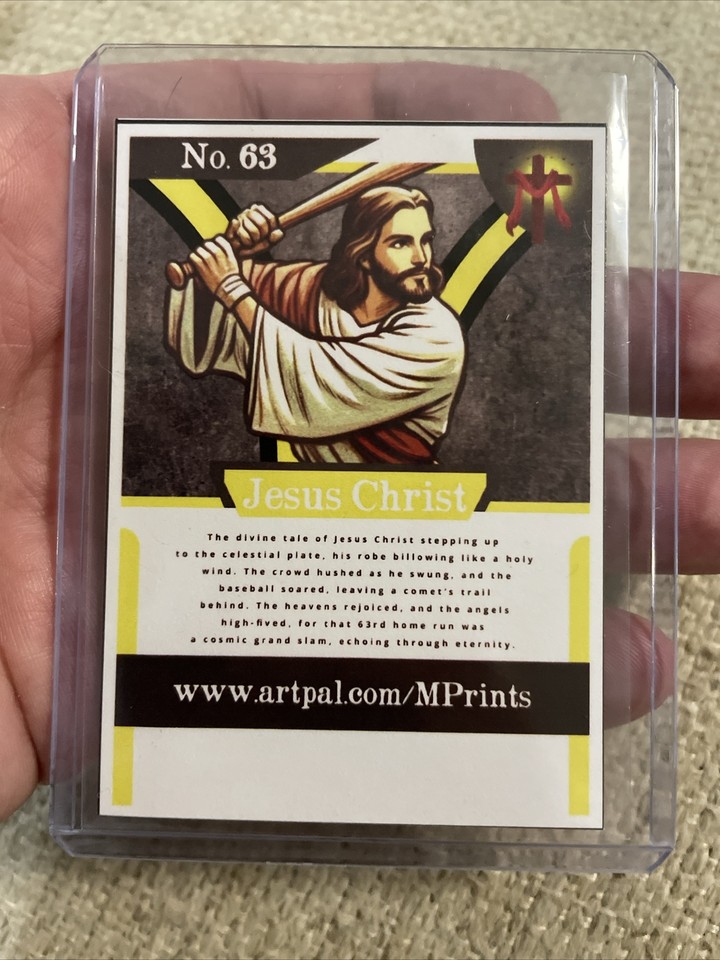 No. 63
Jesus Christ
The divine tale of Jesus Christ stepping up
to the celestial plate, his robe billowing like a holy
wind. The crowd hushed as he swung, and the
baseball soared, leaving a comet's trail
behind. The heavens rejoiced, and the angels
high-fived, for that 63rd home run was
a cosmic grand slam, echoing through eternity.
www.artpal.com/MPrints